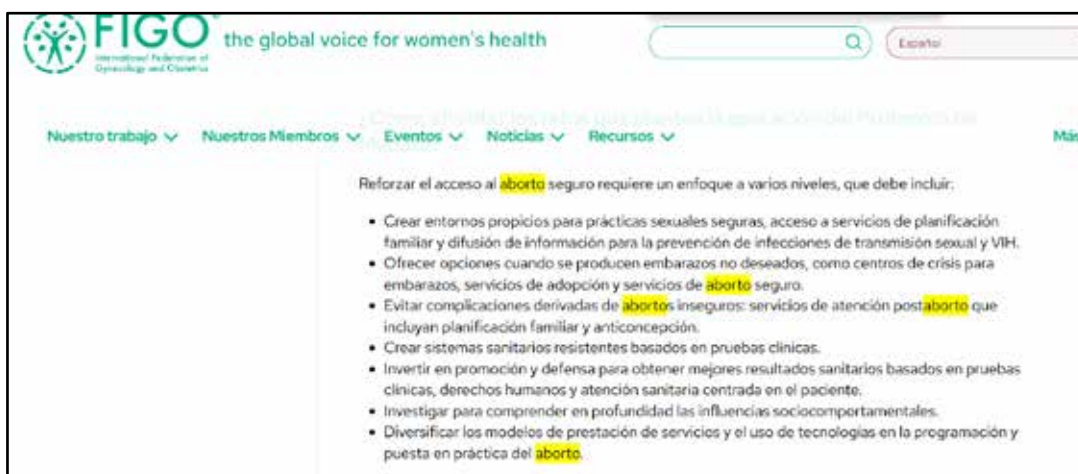 FIGO
the global voice for women's health
International Federation of
Gynecology and Obstetrics
Español
Nuestro trabajo
Nuestros Miembros
Eventos
Noticias
Recursos
Más
Reforzar el acceso al aborto seguro requiere un enfoque a varios niveles, que debe incluir:
• Crear entornos propicios para prácticas sexuales seguras, acceso a servicios de planificación
familiar y difusión de información para la prevención de infecciones de transmisión sexual y VIH.
• Ofrecer opciones cuando se producen embarazos no deseados, como centros de crisis para
embarazos, servicios de adopción y servicios de aborto seguro.
• Evitar complicaciones derivadas de abortos inseguros: servicios de atención postaborto que
incluyan planificación familiar y anticoncepción.
• Crear sistemas sanitarios resistentes basados en pruebas clínicas.
• Invertir en promoción y defensa para obtener mejores resultados sanitarios basados en pruebas
clínicas, derechos humanos y atención sanitaria centrada en el paciente.
• Investigar para comprender en profundidad las influencias sociocomportamentales.
• Diversificar los modelos de prestación de servicios y el uso de tecnologías en la programación y
puesta en práctica del aborto.